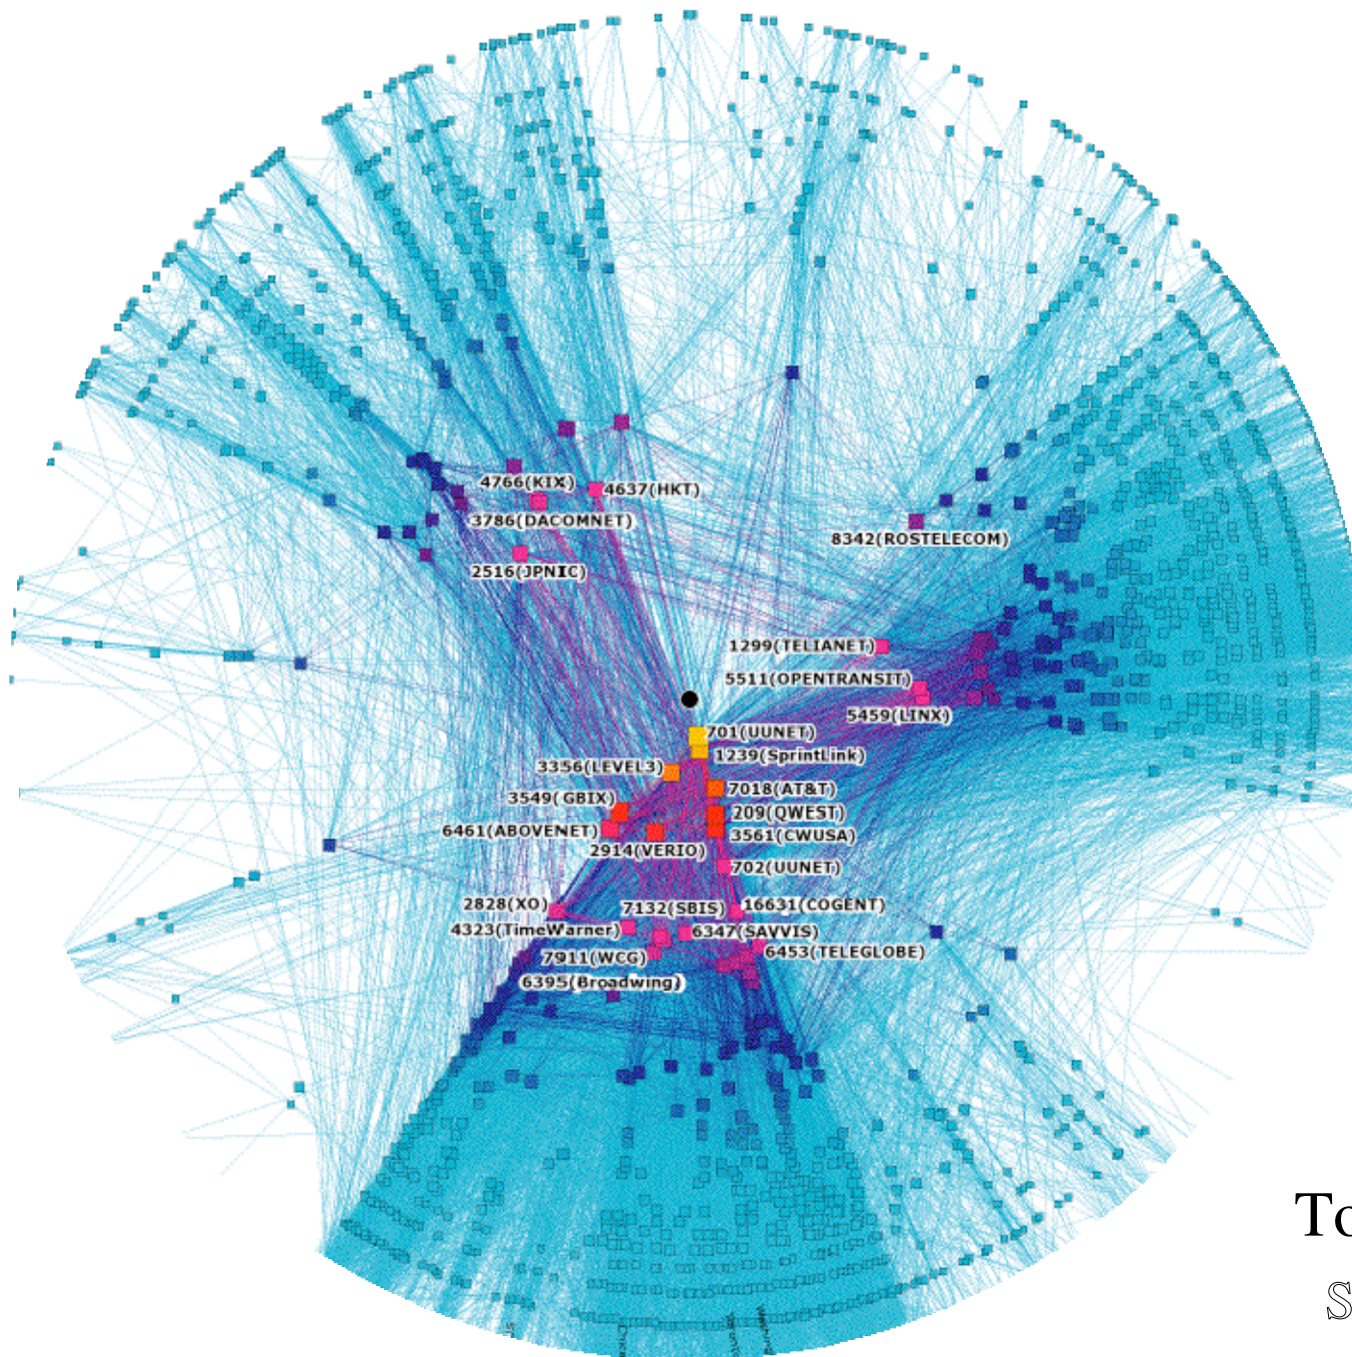 4766(KIX)
4637(HKT)
3786(DACOMNET)
8342(ROSTELECOM)
2516(JPNIC)
1299(TELIANET)
5511(OPENTRANSIT)
5459(LINX)
701(UUNET)
1239(SprintLink)
3356(LEVEL3)
7018(AT&T)
3549(GBIX)
209(QWEST)
6461(ABOVENET)
3561(CWUSA)
2914(VERIO)
702(UUNET)
2828(XO)
7132(SBIS)
16631(COGENT)
4323(TimeWarner)
6347(SAVVIS)
7911(WCG)
6453(TELEGLOBE)
6395(Broadwing)
To
S